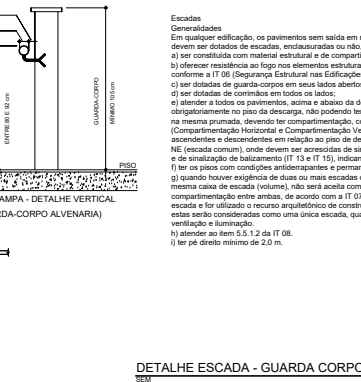 ENTRE 80 E 92 cm
GUARDA-CORPO
MÍNIMO 105 cm
PISO
AMPA - DETALHE VERTICAL
RDA-CORPO ALVENARIA)
Escadas
Generalidades
Em qualquer edificação, os pavimentos sem saída em
devem ser dotados de escadas, enclausuradas ou não,
a) ser constituída com material estrutural e de comparti
b) oferecer resistência ao fogo nos elementos estrutura
conforme a IT 06 (Segurança Estrutural nas Edificaçõe
c) ser dotadas de guarda-corpos em seus lados abertos
d) ser dotadas de corrimãos em todos os lados;
e) atender a todos os pavimentos, acima e abaixo da de
obrigatoriamente no piso da descarga, não podendo ter
na mesma prumada, devendo ter compartimentação, c
(Compartimentação Horizontal e Compartimentação Ve
ascendentes e descendentes em relação ao piso de de
NE (escada comum), onde devem ser acrescidas de si
e de sinalização de balizamento (IT 13 e IT 15), indican
f) ter os pisos com condições antiderrapantes e perman
g) quando houver exigência de duas ou mais escadas
mesma caixa de escada (volume), não será aceita com
compartimentação entre ambas, de acordo com a IT 07
escada e for utilizado o recurso arquitetônico de constr
estas serão consideradas como uma única escada, qua
ventilação e iluminação.
h) atender ao item 5.5.1.2 da IT 08.
i) ter pé direito mínimo de 2,0 m.
DETALHE ESCADA - GUARDA CORPO
SEM